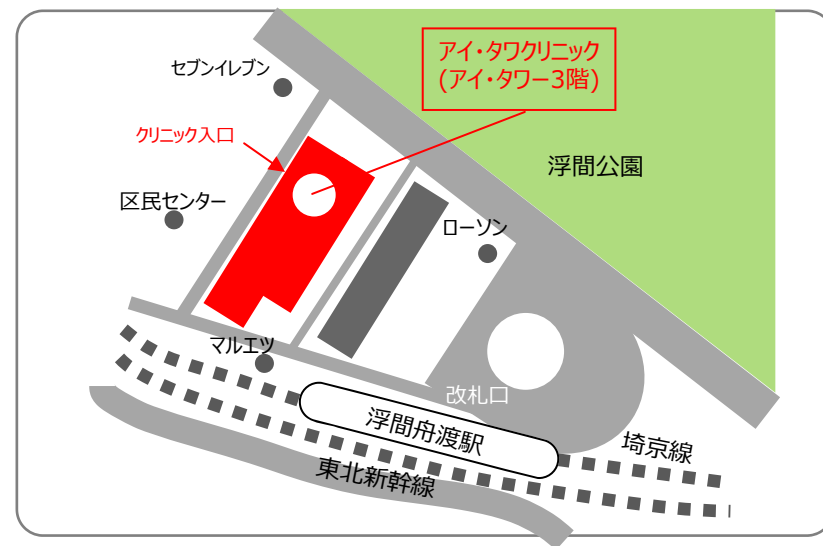 アイ・タワクリニック
(アイ・タワー3階)
セブンイレブン
クリニック入口
浮間公園
区民センター
ローソン
マルエツ
改札口
浮間舟渡駅
埼京線
東北新幹線